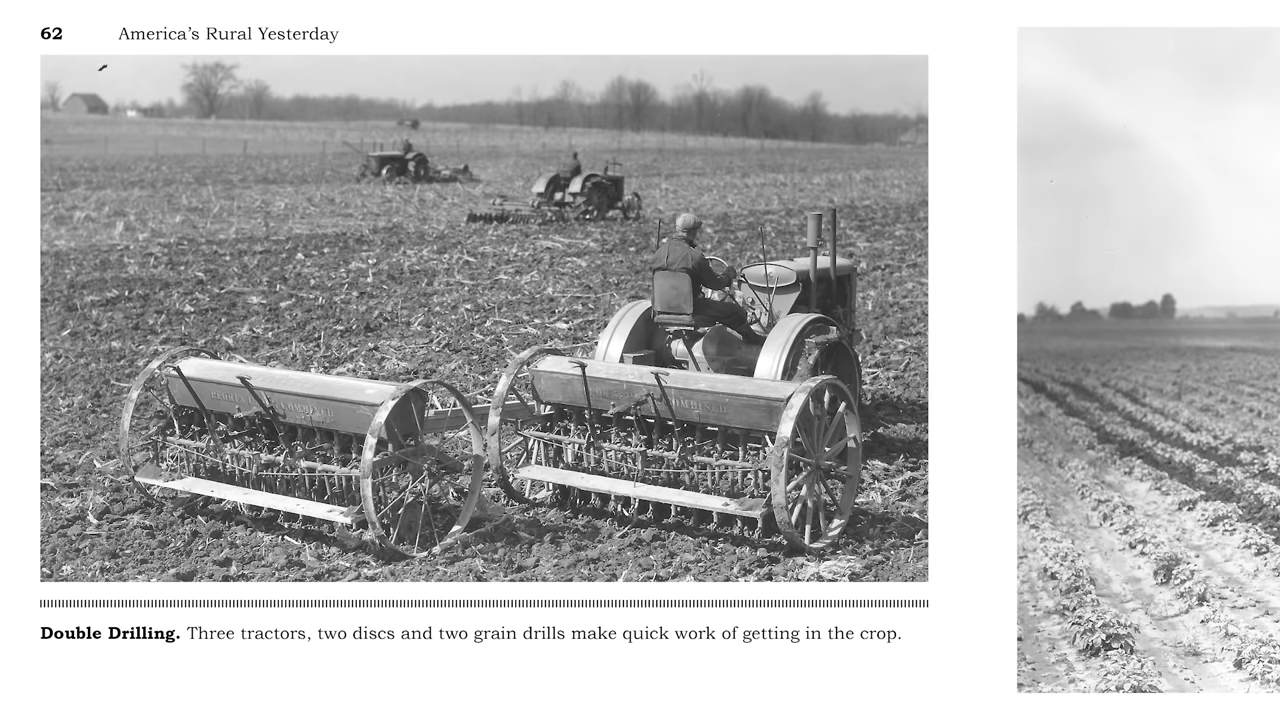 62 America's Rural Yesterday
Double Drilling. Three tractors, two discs and two grain drills make quick work of getting in the crop.